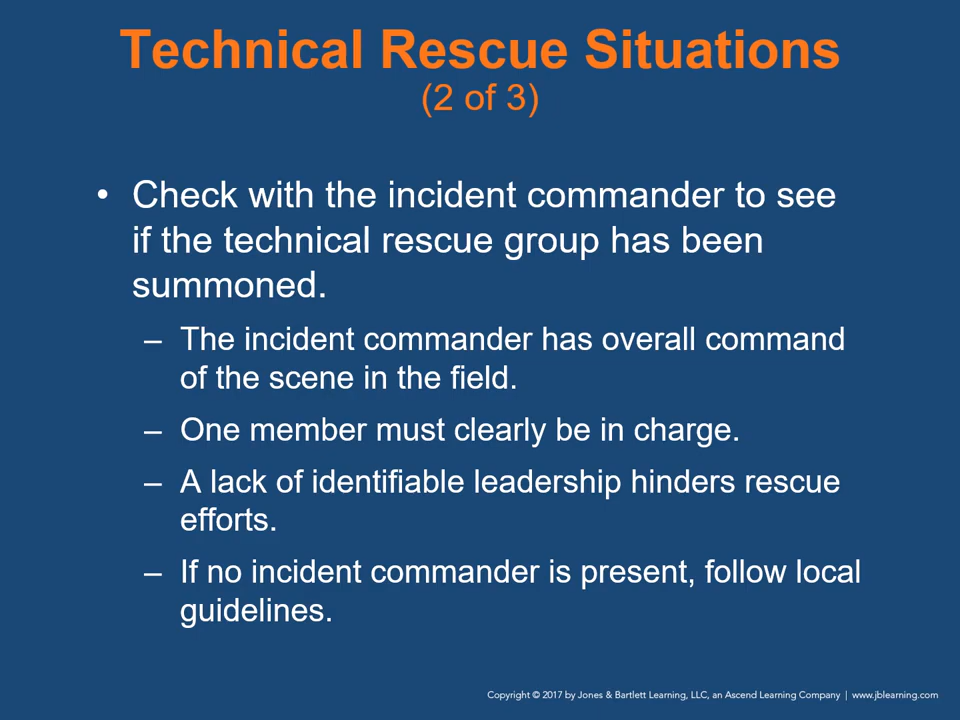 Technical Rescue Situations
(2 of 3)
• Check with the incident commander to see
if the technical rescue group has been
summoned.
– The incident commander has overall command
of the scene in the field.
– One member must clearly be in charge.
– A lack of identifiable leadership hinders rescue
efforts.
– If no incident commander is present, follow local
guidelines.
Copyright © 2017 by Jones & Bartlett Learning, LLC, an Ascend Learning Company | www.jblearning.com